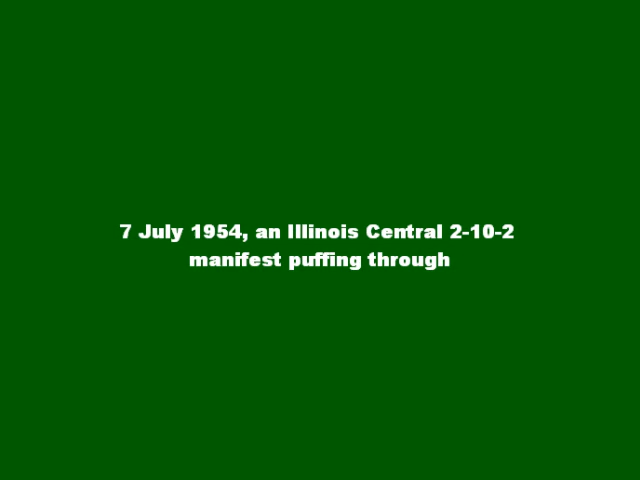 7 July 1954, an Illinois Central 2-10-2
manifest puffing through